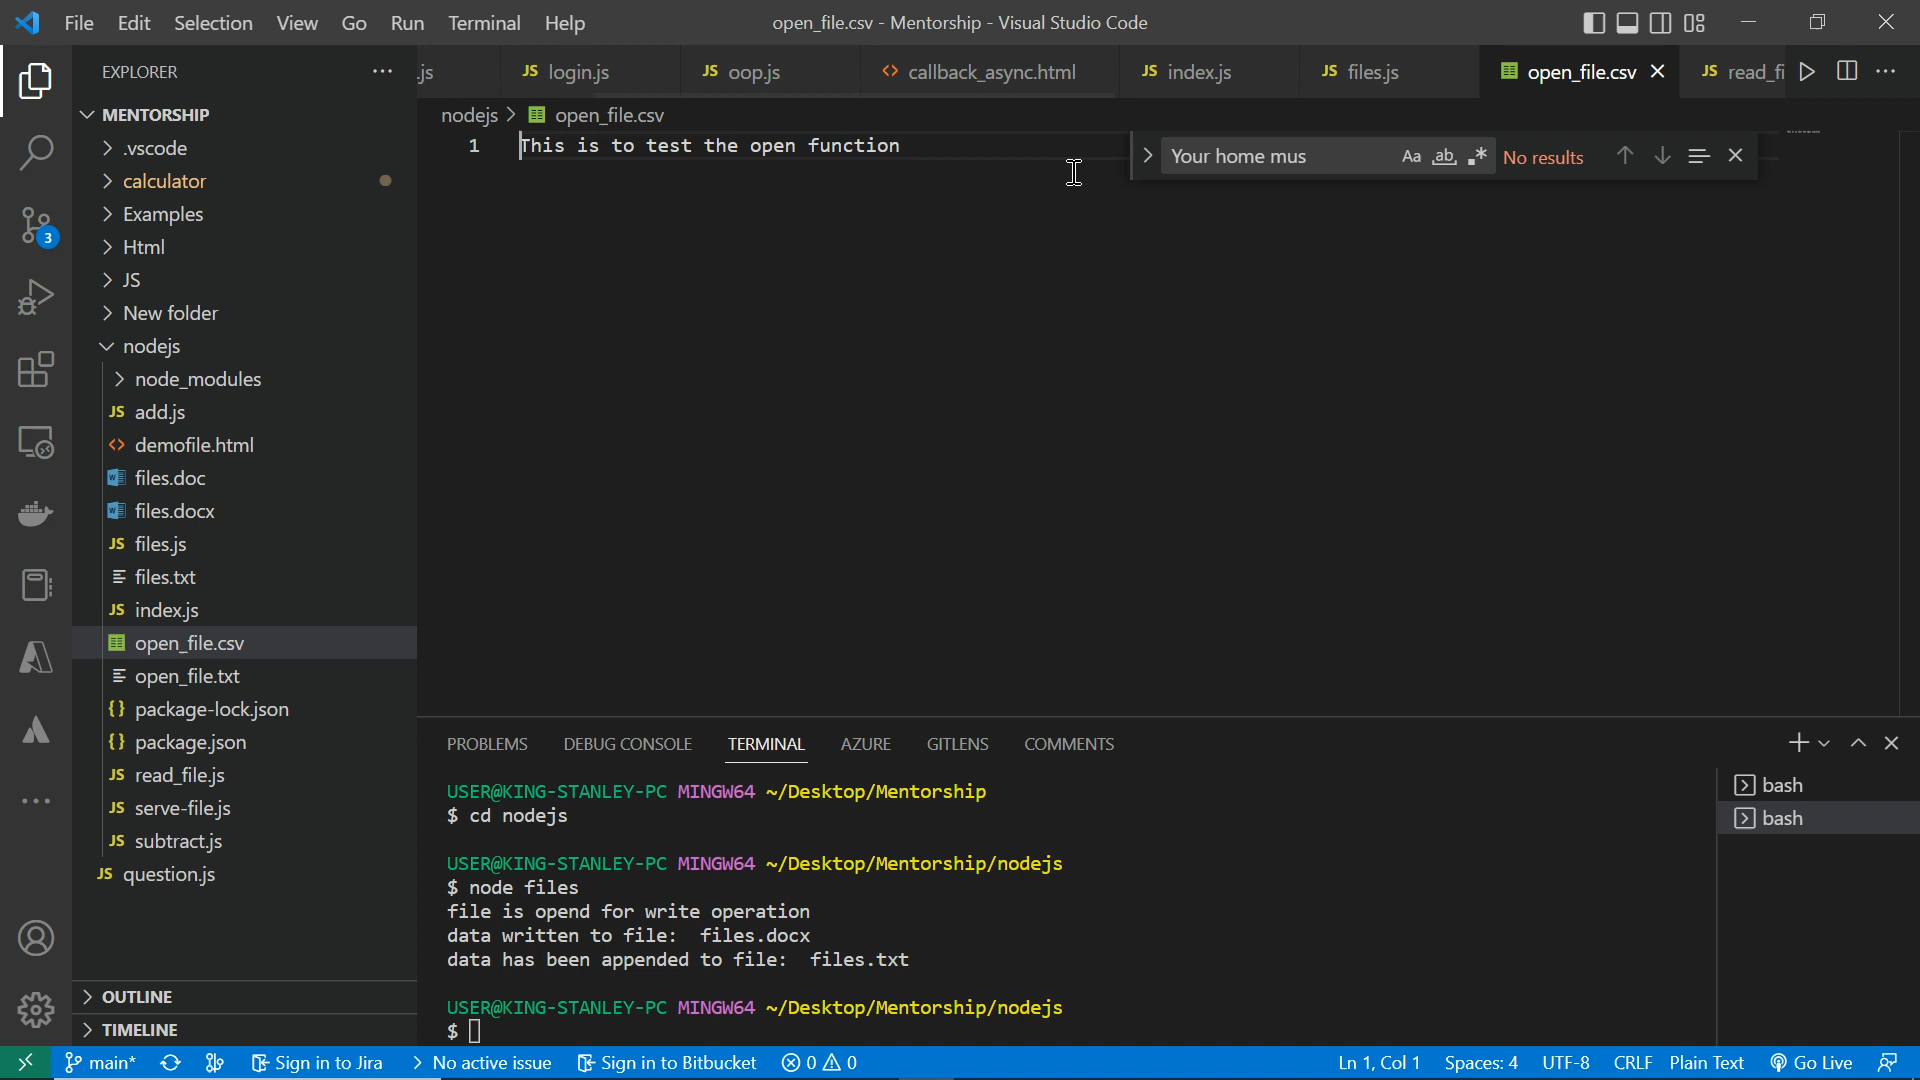 File Edit Selection View Go Run Terminal Help
open_file.csv - Mentorship - Visual Studio Code
EXPLORER
.js
JS login.js
JS oop.js
<> callback_async.html
JS index.js
JS files.js
open_file.csv
JS read_fi
MENTORSHIP
.vscode
calculator
Examples
Html
JS
New folder
nodejs
node_modules
JS add.js
<> demofile.html
files.doc
files.docx
JS files.js
files.txt
JS index.js
open_file.csv
open_file.txt
{} package-lock.json
{} package.json
JS read_file.js
JS serve-file.js
JS subtract.js
JS question.js
OUTLINE
TIMELINE
3
nodejs > open_file.csv
1 This is to test the open function
Your home mus Aa ab .* No results
PROBLEMS DEBUG CONSOLE TERMINAL AZURE GITLENS COMMENTS
USER@KING-STANLEY-PC MINGW64 ~/Desktop/Mentorship
$ cd nodejs
USER@KING-STANLEY-PC MINGW64 ~/Desktop/Mentorship/nodejs
$ node files
file is opend for write operation
data written to file:  files.docx
data has been appended to file:  files.txt
USER@KING-STANLEY-PC MINGW64 ~/Desktop/Mentorship/nodejs
$
bash
bash
main* Sign in to Jira No active issue Sign in to Bitbucket 0 0 Ln 1, Col 1 Spaces: 4 UTF-8 CRLF Plain Text Go Live